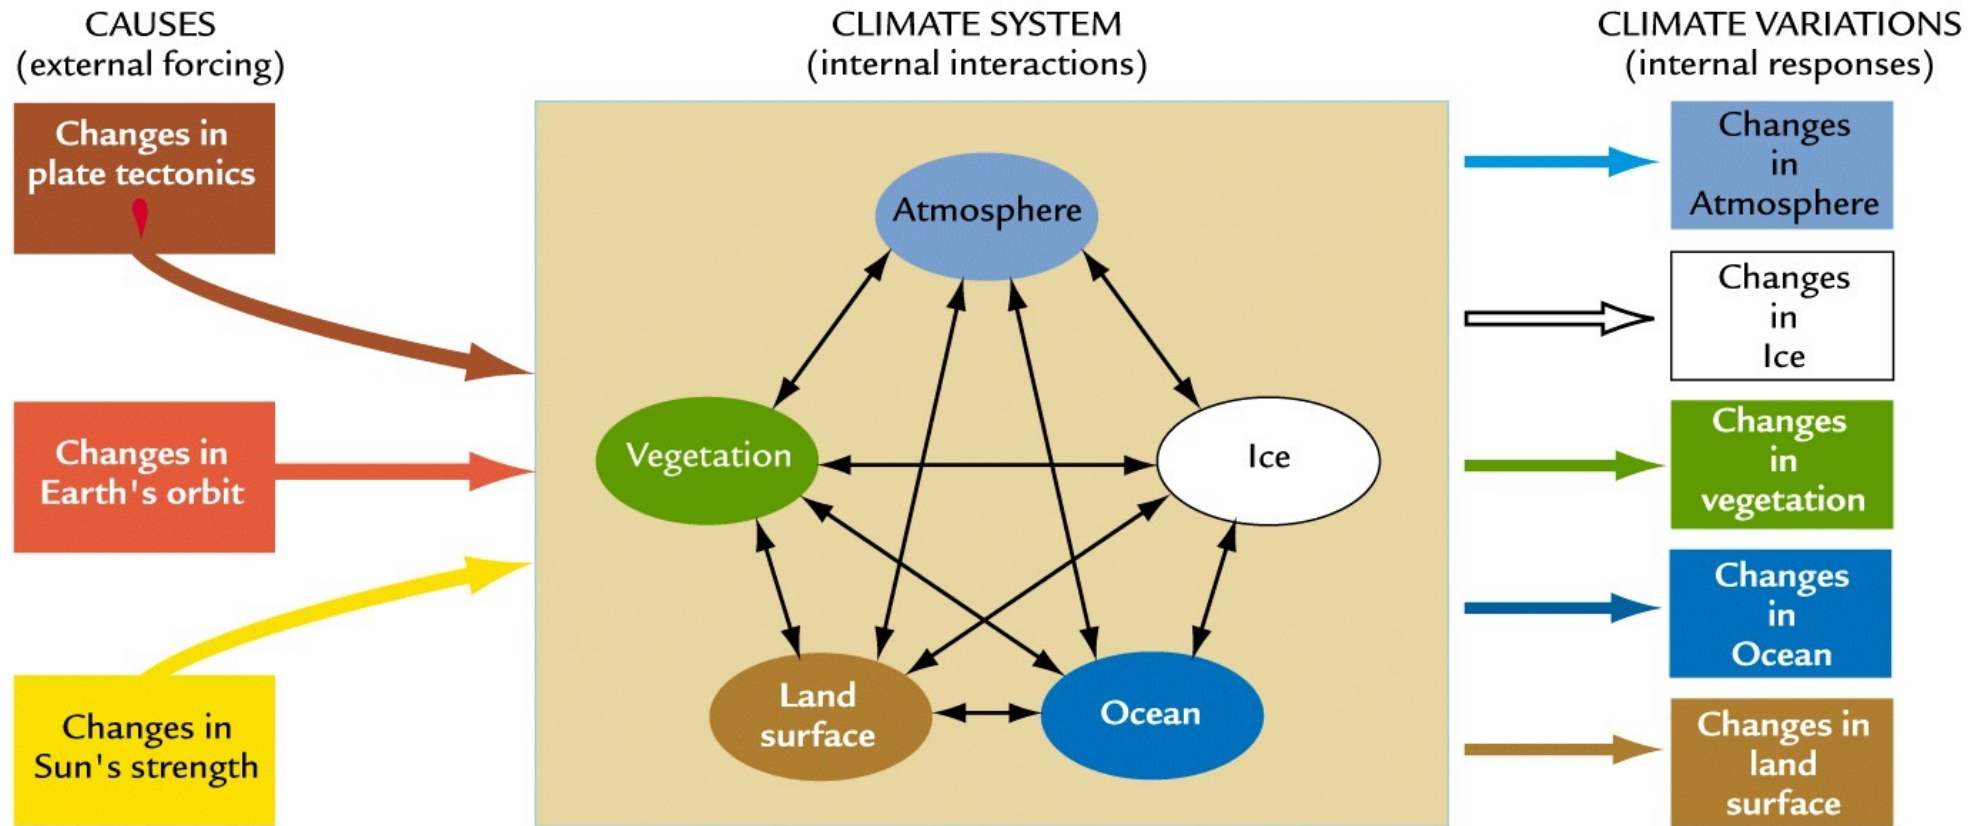 CAUSES
(external forcing)
CLIMATE SYSTEM
(internal interactions)
CLIMATE VARIATIONS
(internal responses)
Changes in
plate tectonics
Changes in
Earth's orbit
Changes in
Sun's strength
Atmosphere
Vegetation
Ice
Land
surface
Ocean
Changes
in
Atmosphere
Changes
in
Ice
Changes
in
vegetation
Changes
in
Ocean
Changes in
land
surface